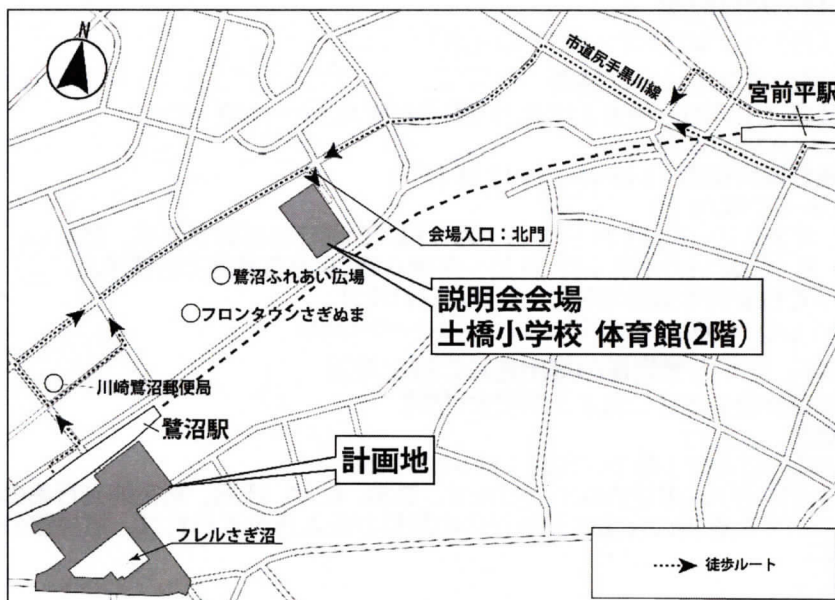 N
市道尻手黒川線
宮前平駅
会場入口：北門
鷺沼ふれあい広場
フロンタウンさぎぬま
説明会会場
土橋小学校 体育館(2階)
川崎鷺沼郵便局
鷺沼駅
計画地
フレルさぎ沼
徒歩ルート